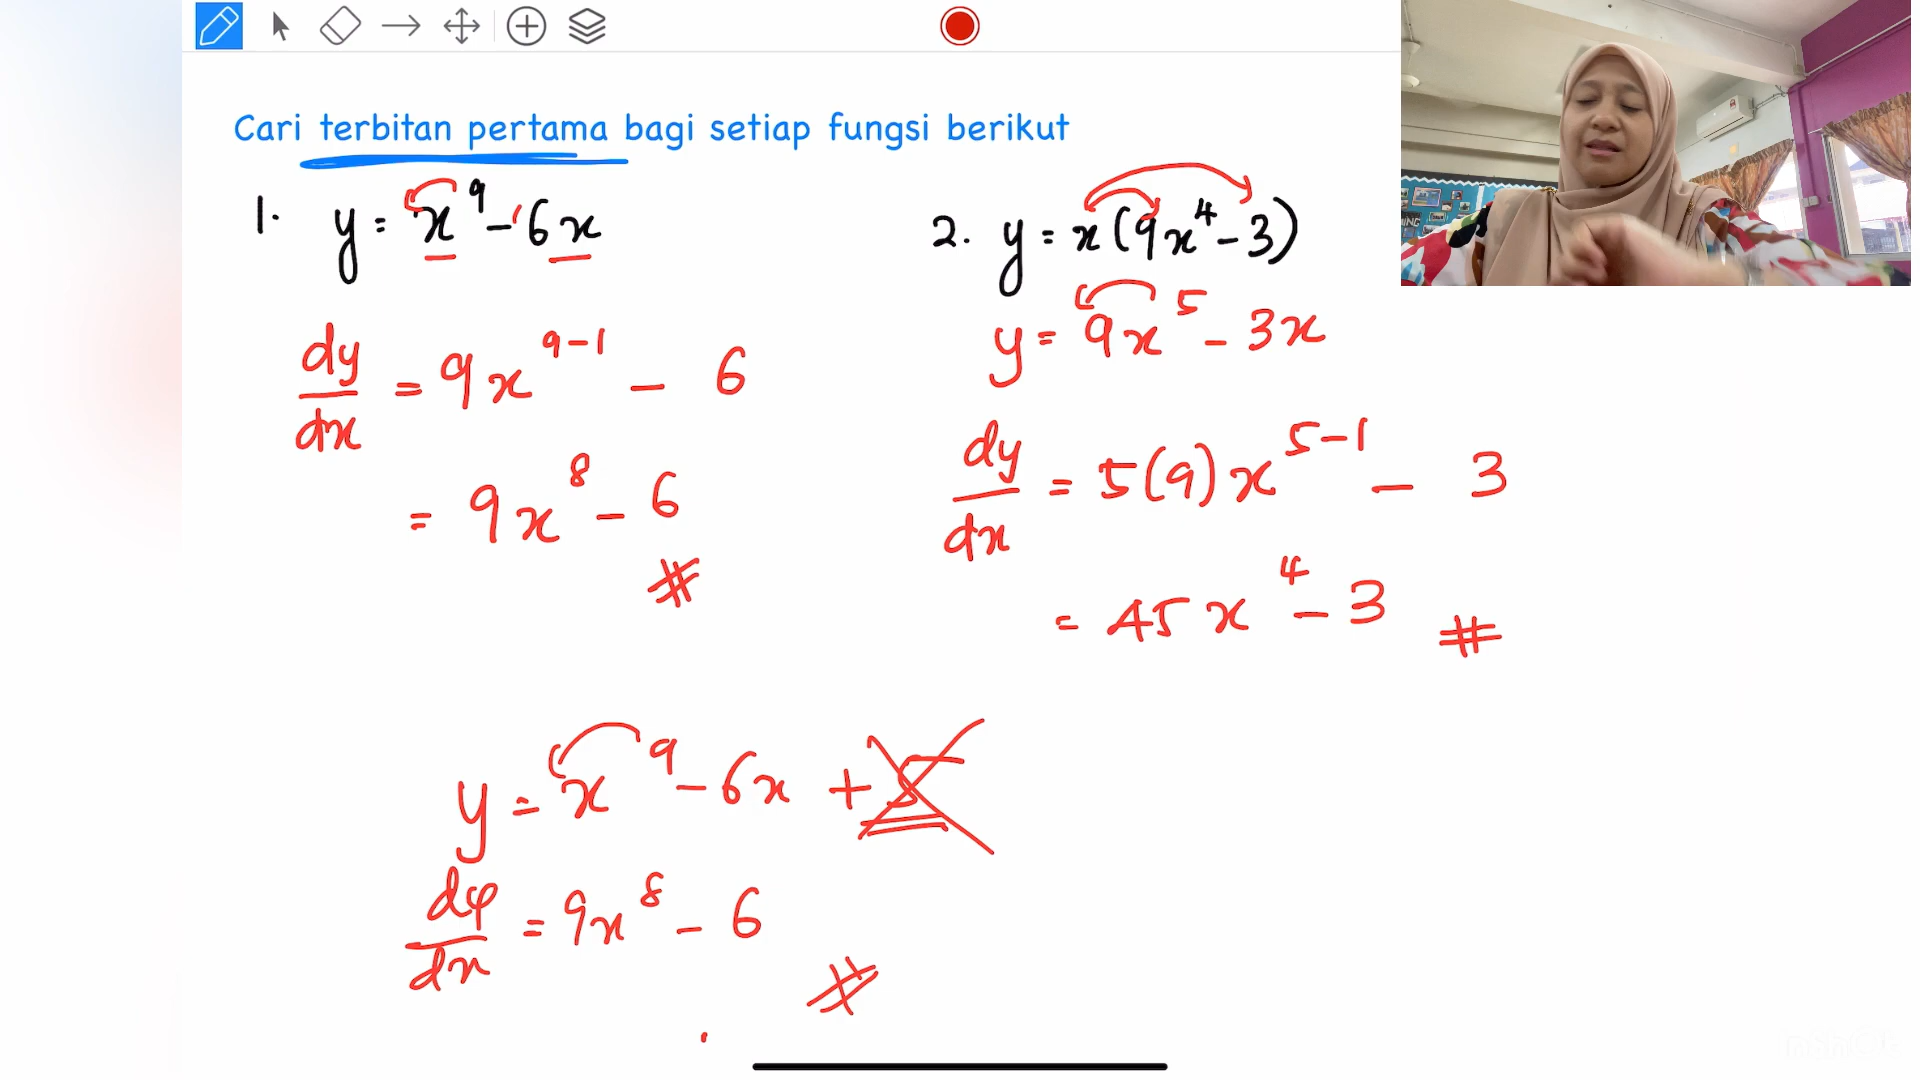 Cari terbitan pertama bagi setiap fungsi berikut
1. y = x⁹ - 6x
dy/dx = 9x⁹⁻¹ - 6
= 9x⁸ - 6
#
2. y = x(9x⁴ - 3)
y = 9x⁵ - 3x
dy/dx = 5(9)x⁵⁻¹ - 3
= 45x⁴ - 3 #
y = x⁹ - 6x + 5
dy/dx = 9x⁸ - 6
#